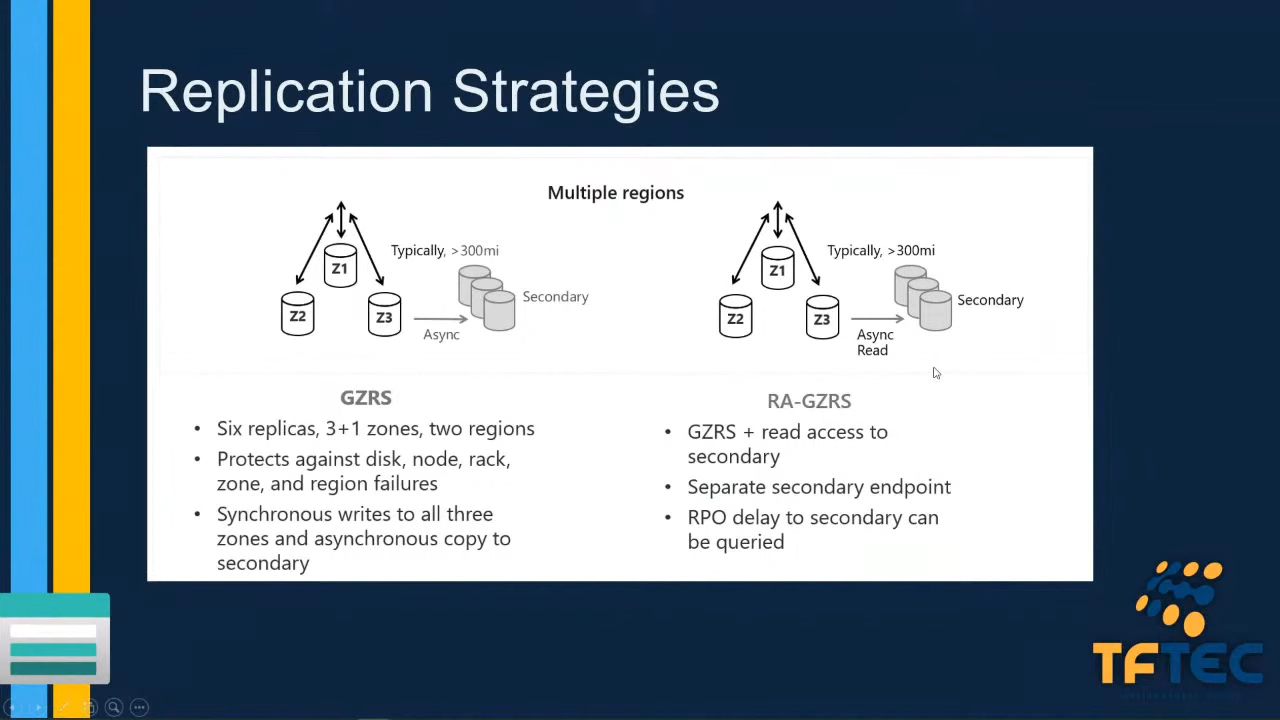 Replication Strategies
Multiple regions
Typically, >300mi
Z1
Z2
Z3
Secondary
Async
Typically, >300mi
Z1
Z2
Z3
Secondary
Async
Read
GZRS
• Six replicas, 3+1 zones, two regions
• Protects against disk, node, rack,
zone, and region failures
• Synchronous writes to all three
zones and asynchronous copy to
secondary
RA-GZRS
• GZRS + read access to
secondary
• Separate secondary endpoint
• RPO delay to secondary can
be queried
TFTEC